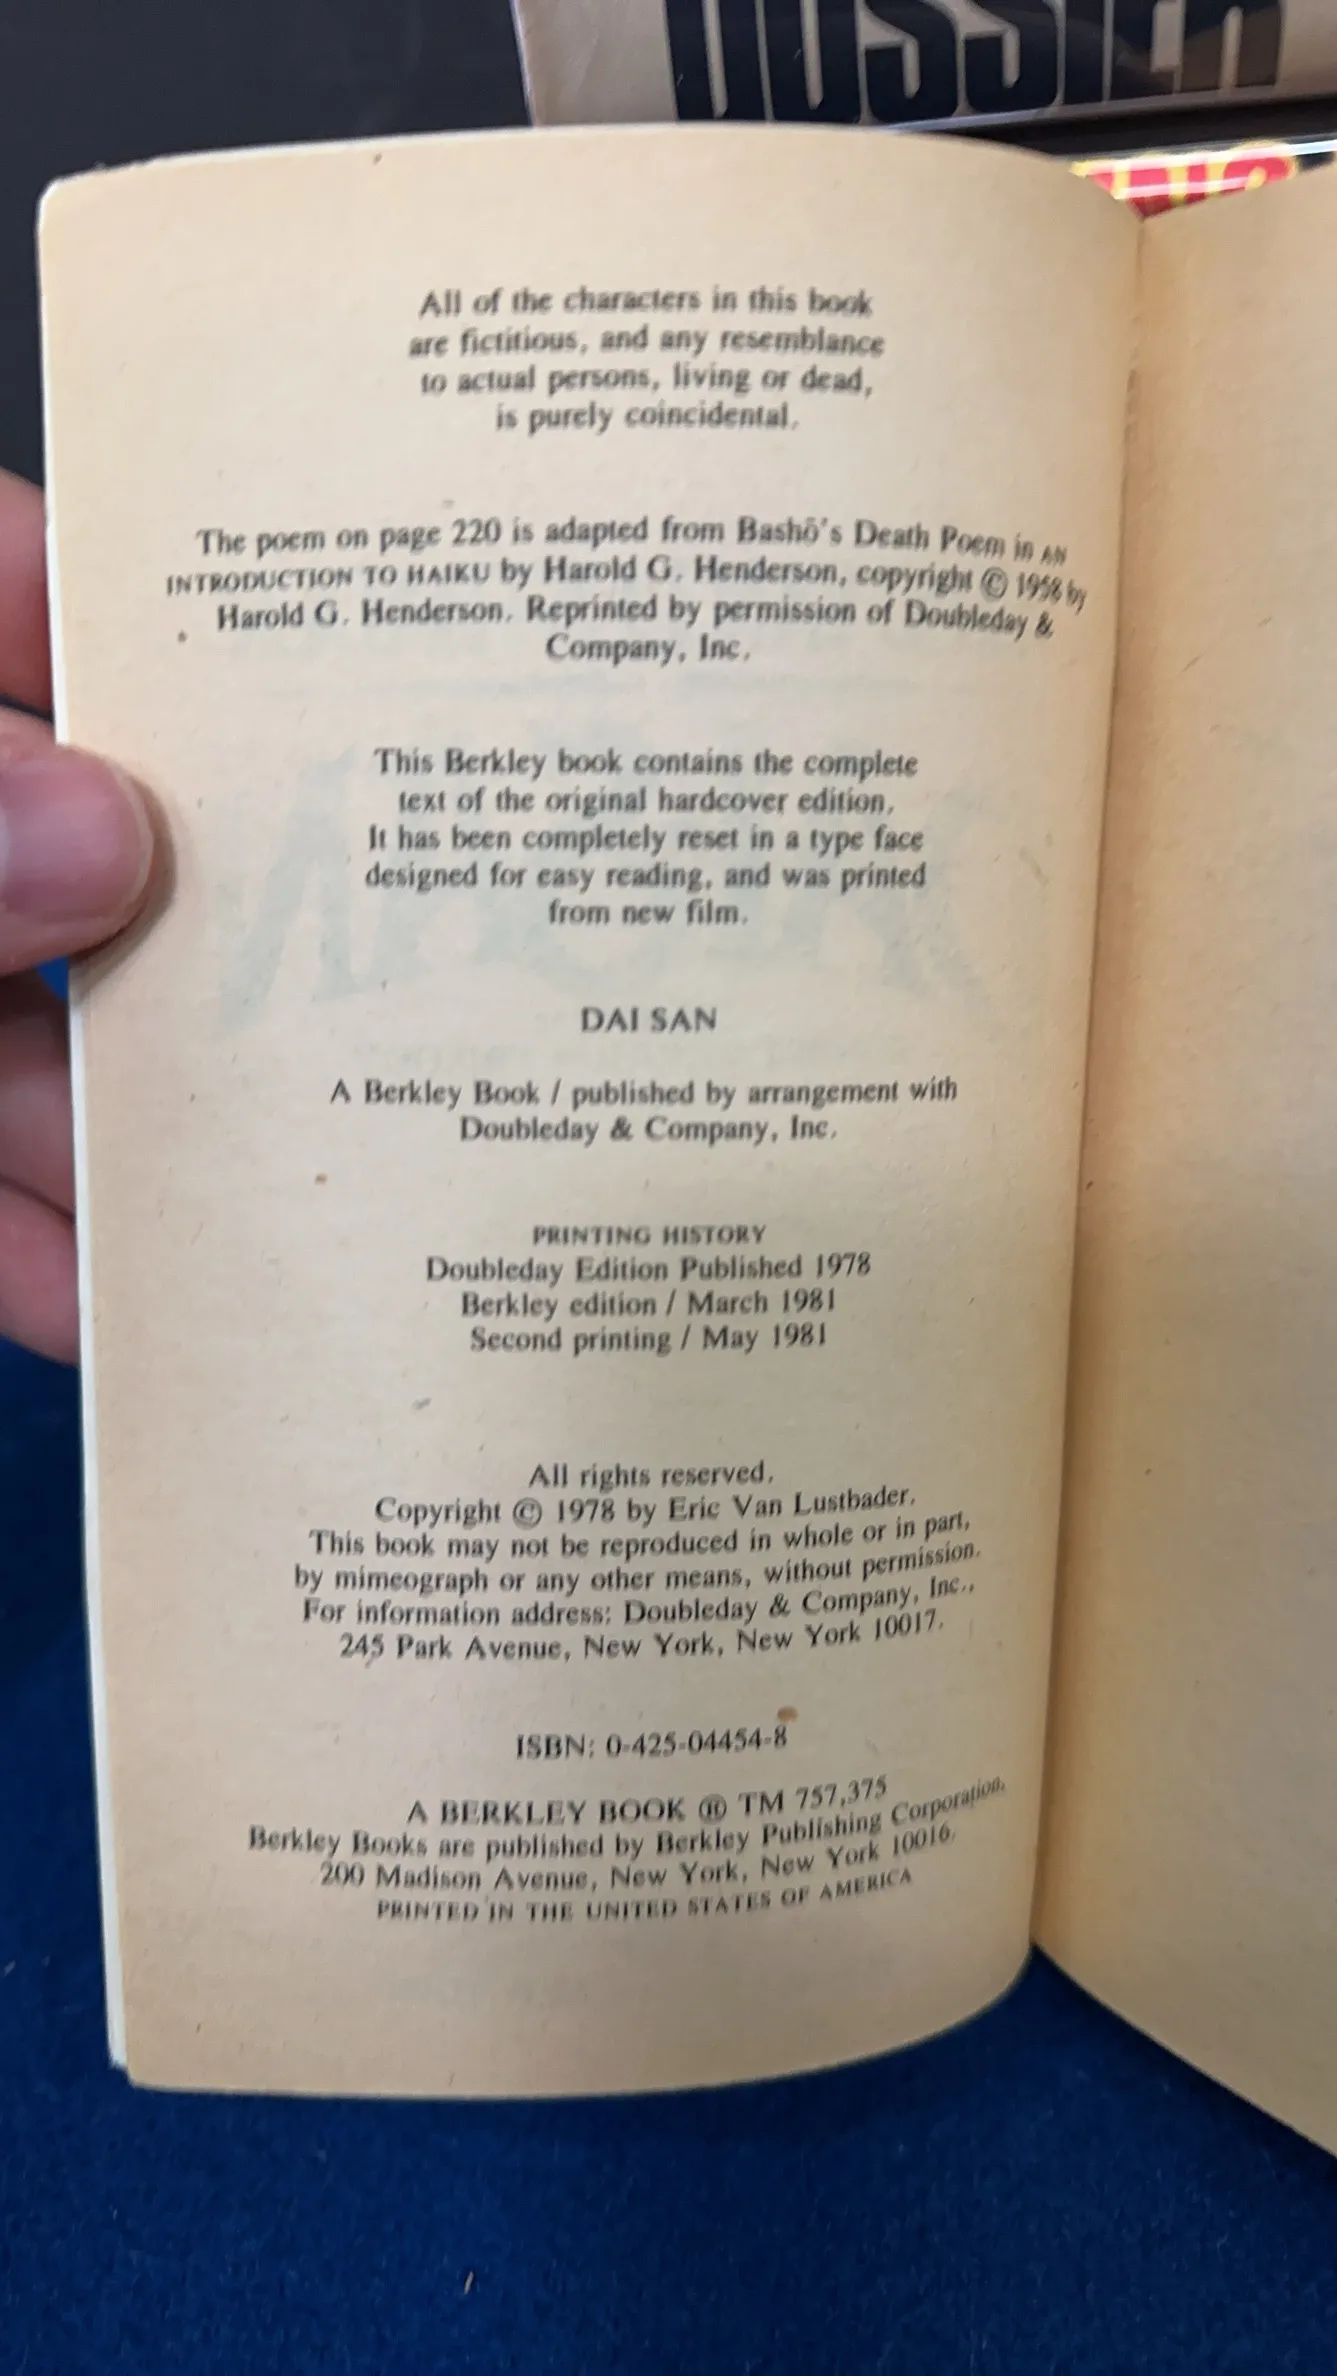 DOSSIER
All of the characters in this book
are fictitious, and any resemblance
to actual persons, living or dead,
is purely coincidental.
The poem on page 220 is adapted from Bashō's Death Poem in AN
INTRODUCTION TO HAIKU by Harold G. Henderson, copyright © 1958 by
Harold G. Henderson. Reprinted by permission of Doubleday &
Company, Inc.
This Berkley book contains the complete
text of the original hardcover edition.
It has been completely reset in a type face
designed for easy reading, and was printed
from new film.
DAI SAN
A Berkley Book / published by arrangement with
Doubleday & Company, Inc.
PRINTING HISTORY
Doubleday Edition Published 1978
Berkley edition / March 1981
Second printing / May 1981
All rights reserved.
Copyright © 1978 by Eric Van Lustbader.
This book may not be reproduced in whole or in part,
by mimeograph or any other means, without permission.
For information address: Doubleday & Company, Inc.,
245 Park Avenue, New York, New York 10017.
ISBN: 0-425-04454-8
A BERKLEY BOOK ® TM 757,375
Berkley Books are published by Berkley Publishing Corporation,
200 Madison Avenue, New York, New York 10016.
PRINTED IN THE UNITED STATES OF AMERICA